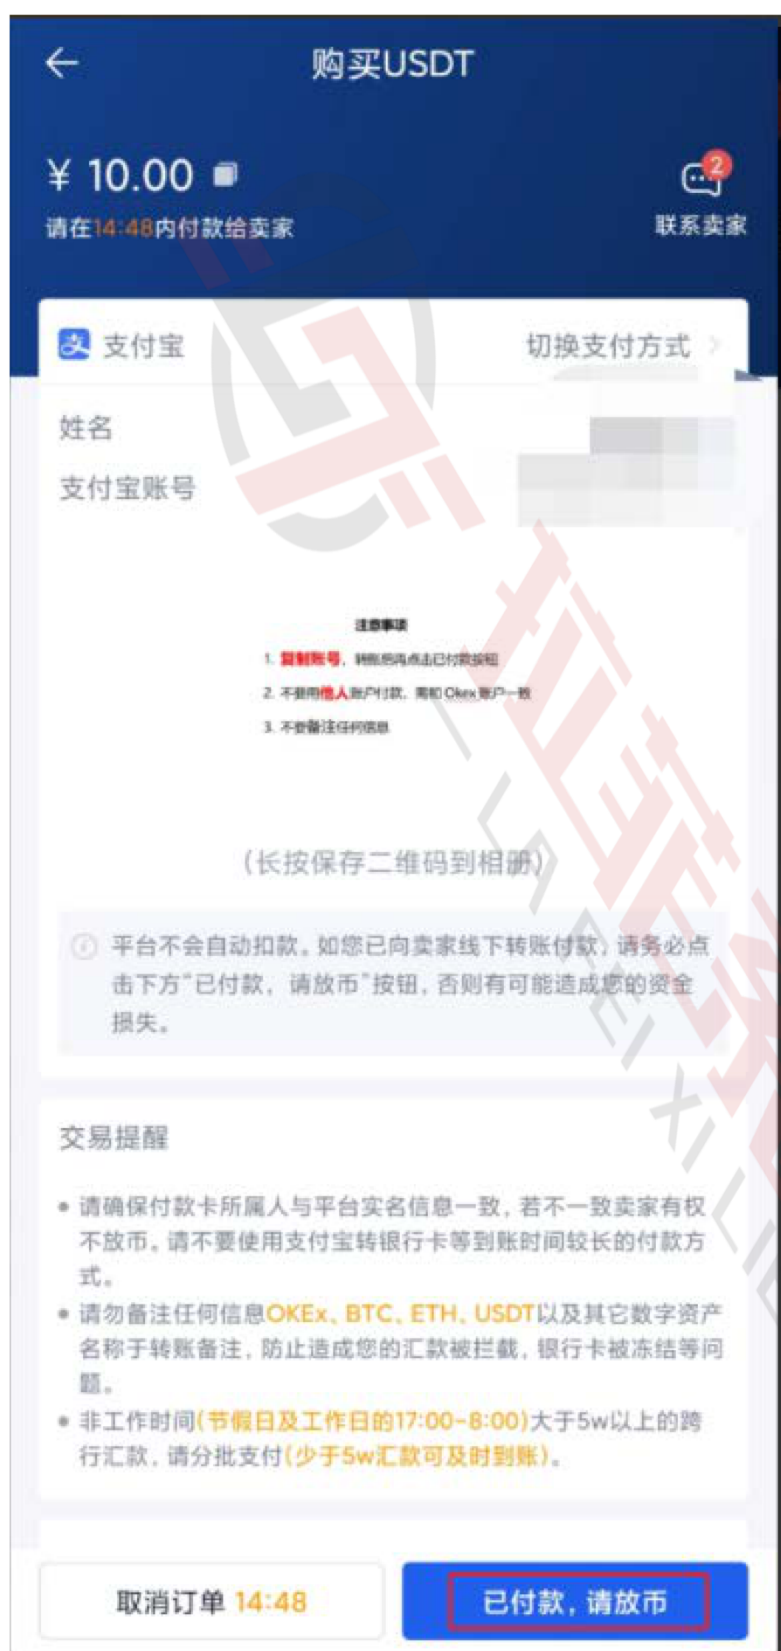 购买USDT
¥ 10.00
2
请在14:48内付款给卖家
联系卖家
支 支付宝
切换支付方式
姓名
支付宝账号
注意事项
1. 复制账号，转账后再点击已付款按钮
2. 不要用他人账户付款，需和 Okex 账户一致
3. 不要备注任何信息
（长按保存二维码到相册）
平台不会自动扣款。如您已向卖家线下转账付款，请务必点
击下方“已付款，请放币”按钮，否则有可能造成您的资金
损失。
交易提醒
• 请确保付款卡所属人与平台实名信息一致，若不一致卖家有权
不放币。请不要使用支付宝转银行卡等到账时间较长的付款方
式。
• 请勿备注任何信息OKEx、BTC、ETH、USDT以及其它数字资产
名称于转账备注，防止造成您的汇款被拦截，银行卡被冻结等问
题。
• 非工作时间(节假日及工作日的17:00-8:00)大于5w以上的跨
行汇款，请分批支付(少于5w汇款可及时到账)。
取消订单 14:48
已付款，请放币